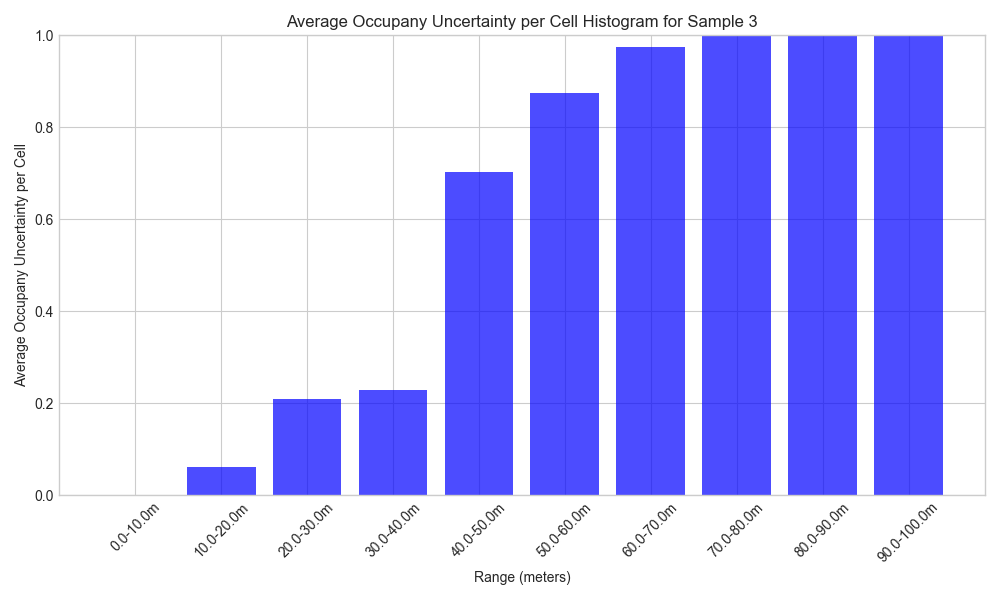 Average Occupany Uncertainty per Cell Histogram for Sample 3
Average Occupany Uncertainty per Cell
1.0
0.8
0.6
0.4
0.2
0.0
0.0-10.0m
10.0-20.0m
20.0-30.0m
30.0-40.0m
40.0-50.0m
50.0-60.0m
60.0-70.0m
70.0-80.0m
80.0-90.0m
90.0-100.0m
Range (meters)